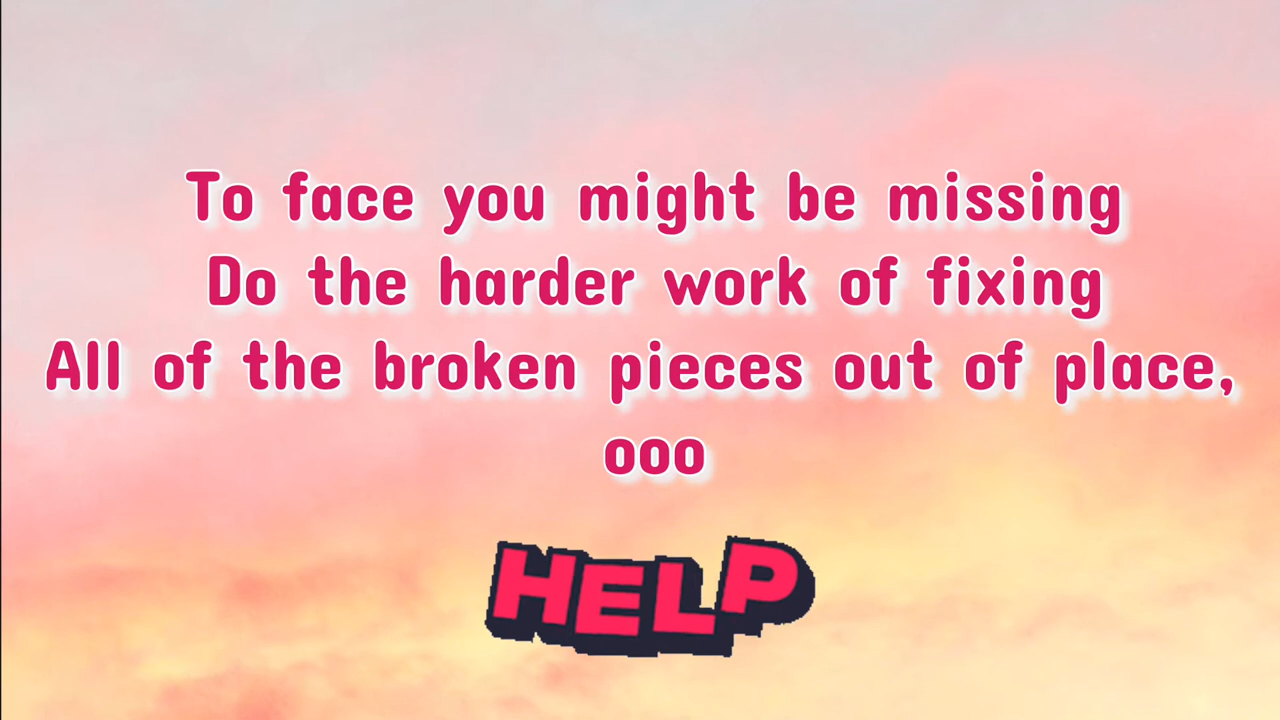 To face you might be missing
Do the harder work of fixing
All of the broken pieces out of place,
ooo
HELP